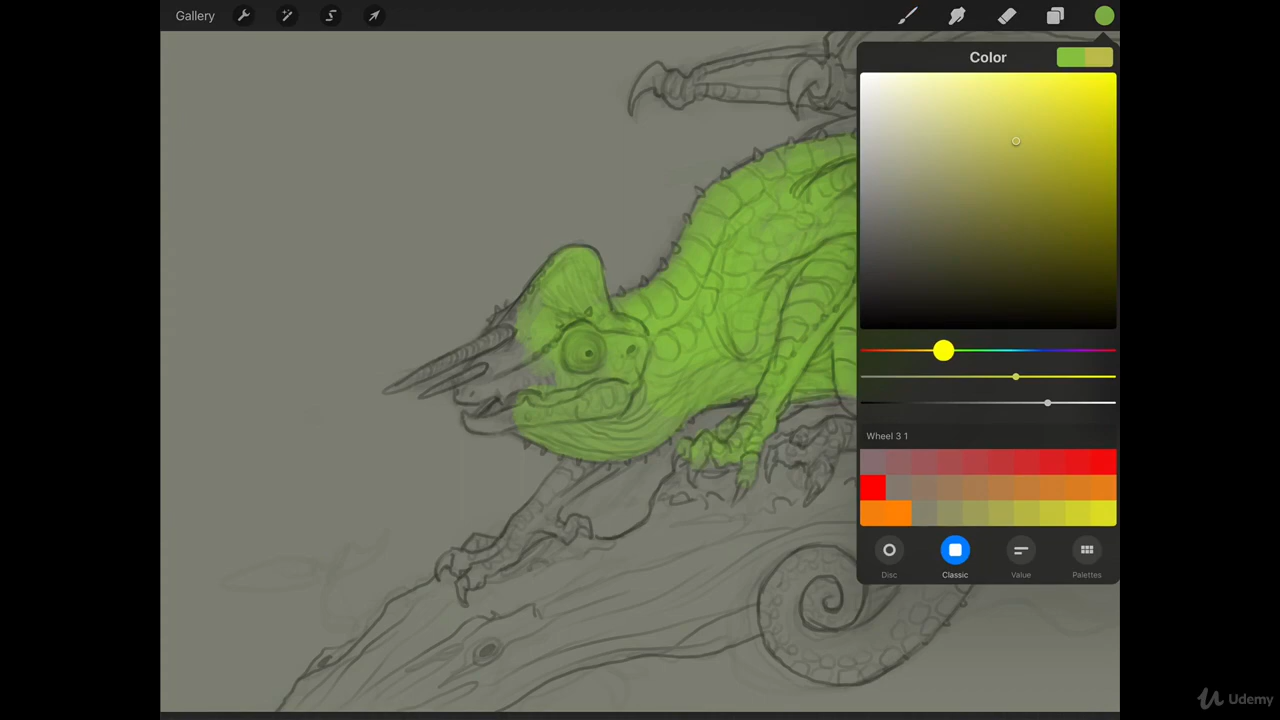 Gallery
Color
Wheel 3 1
Disc
Classic
Value
Palettes
Udemy